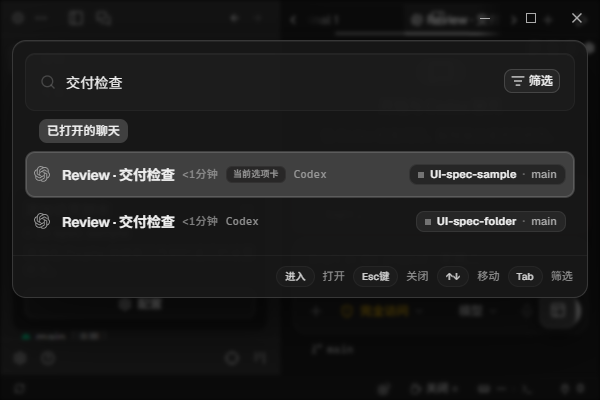 交付检查
筛选
已打开的聊天
Review · 交付检查 <1分钟 当前选项卡 Codex UI-spec-sample · main
Review · 交付检查 <1分钟 Codex UI-spec-folder · main
进入 打开 Esc键 关闭 ↑↓ 移动 Tab 筛选
main